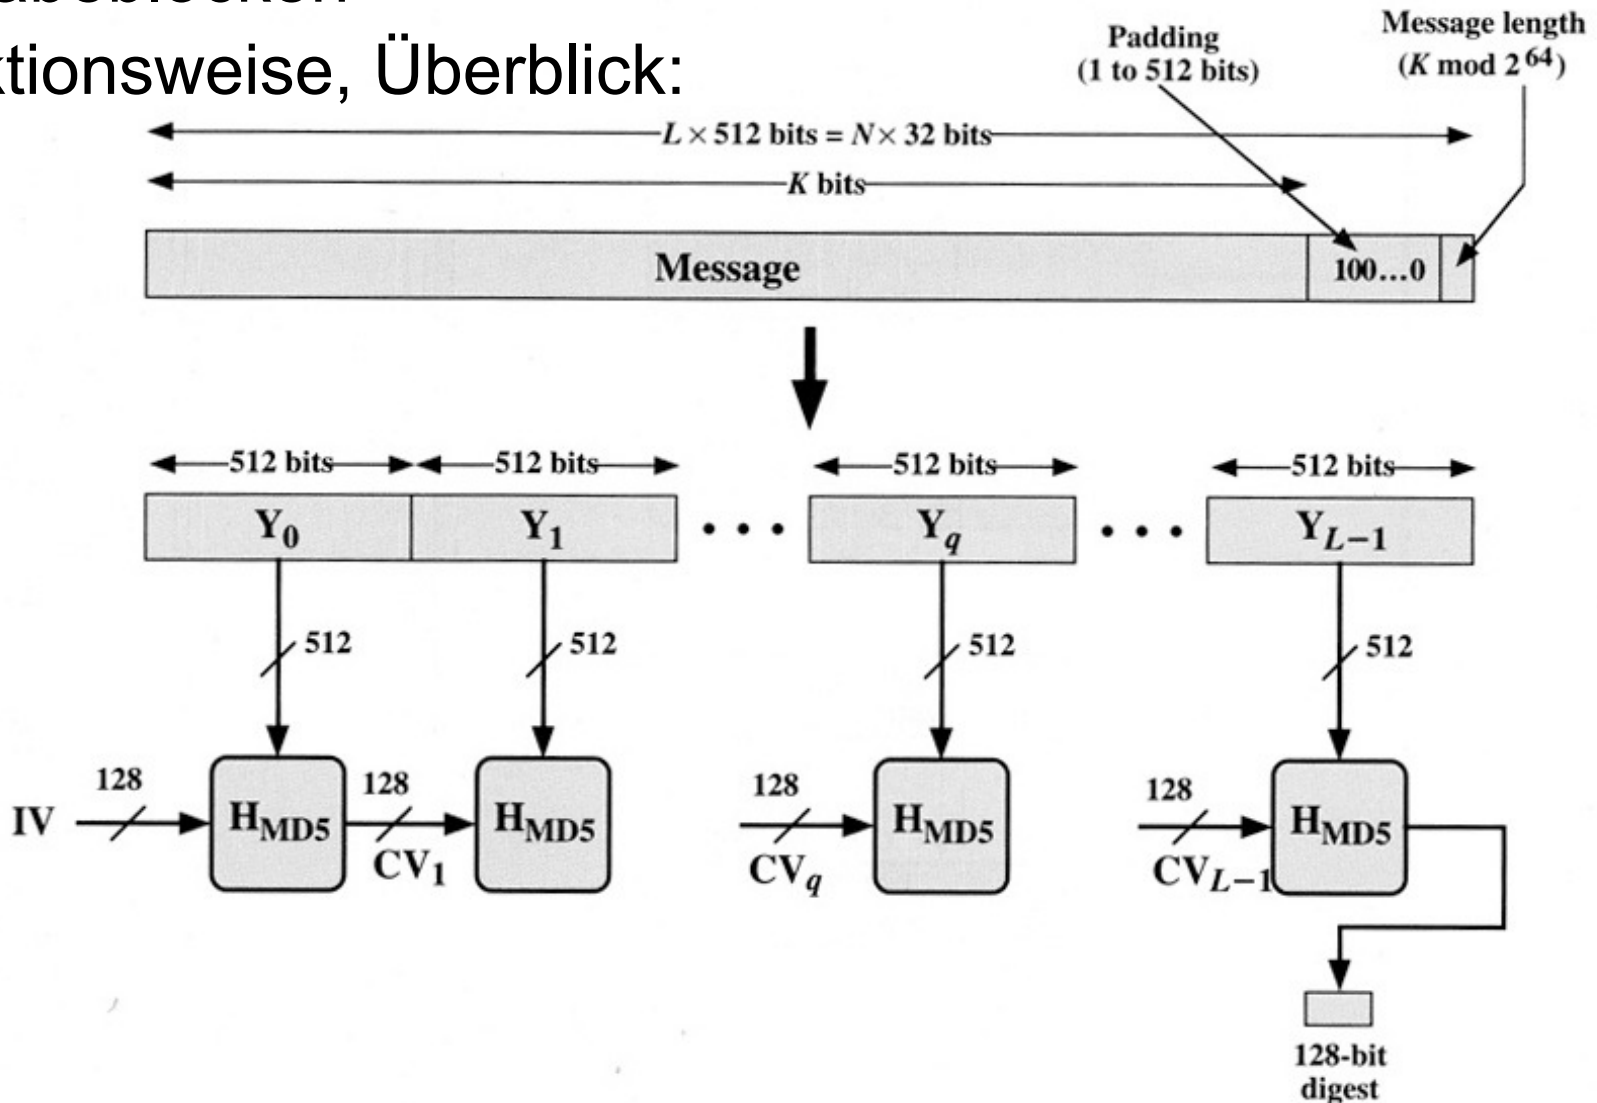 ktionsweise, Überblick:
Padding
(1 to 512 bits)
Message length
(K mod 2^64)
L × 512 bits = N × 32 bits
K bits
Message
100...0
512 bits 512 bits 512 bits 512 bits
Y0 Y1 • • • Yq • • • YL−1
512 512 512 512
IV 128 HMD5 128 HMD5 128 HMD5 128 HMD5
CV1 CVq CVL−1
128-bit
digest